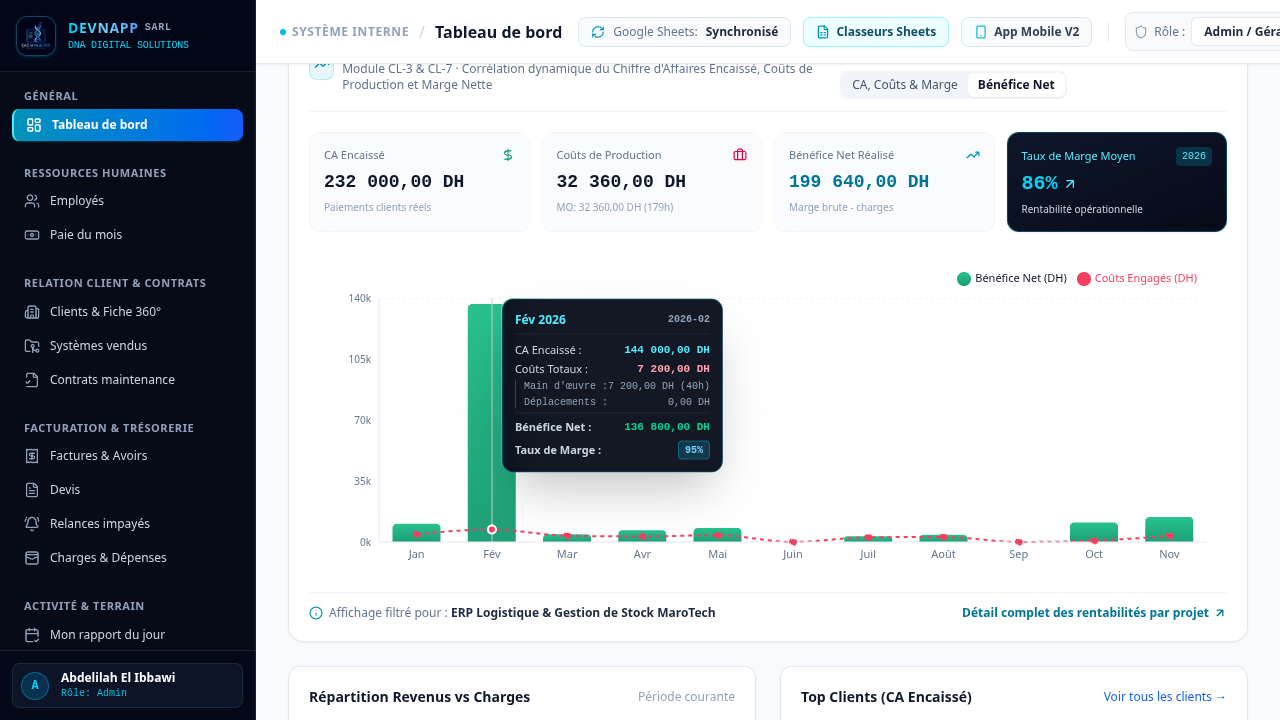 DEVNAPP SARL
DNA DIGITAL SOLUTIONS
GÉNÉRAL
Tableau de bord
RESSOURCES HUMAINES
Employés
Paie du mois
RELATION CLIENT & CONTRATS
Clients & Fiche 360°
Systèmes vendus
Contrats maintenance
FACTURATION & TRÉSORERIE
Factures & Avoirs
Devis
Relances impayés
Charges & Dépenses
ACTIVITÉ & TERRAIN
Mon rapport du jour
A
Abdelilah El Ibbawi
Rôle: Admin
SYSTÈME INTERNE / Tableau de bord
Google Sheets: Synchronisé
Classeurs Sheets
App Mobile V2
Rôle : Admin / Géra
Module CL-3 & CL-7 · Corrélation dynamique du Chiffre d'Affaires Encaissé, Coûts de
Production et Marge Nette
CA, Coûts & Marge
Bénéfice Net
CA Encaissé
232 000,00 DH
Paiements clients réels
Coûts de Production
32 360,00 DH
MO: 32 360,00 DH (179h)
Bénéfice Net Réalisé
199 640,00 DH
Marge brute - charges
Taux de Marge Moyen 2026
86%
Rentabilité opérationnelle
Bénéfice Net (DH) Coûts Engagés (DH)
140k
105k
70k
35k
0k
Fév 2026 2026-02
CA Encaissé : 144 000,00 DH
Coûts Totaux : 7 200,00 DH
Main d'œuvre :7 200,00 DH (40h)
Déplacements : 0,00 DH
Bénéfice Net : 136 800,00 DH
Taux de Marge : 95%
Jan Fév Mar Avr Mai Juin Juil Août Sep Oct Nov
Affichage filtré pour : ERP Logistique & Gestion de Stock MaroTech
Détail complet des rentabilités par projet
Répartition Revenus vs Charges
Période courante
Top Clients (CA Encaissé)
Voir tous les clients →